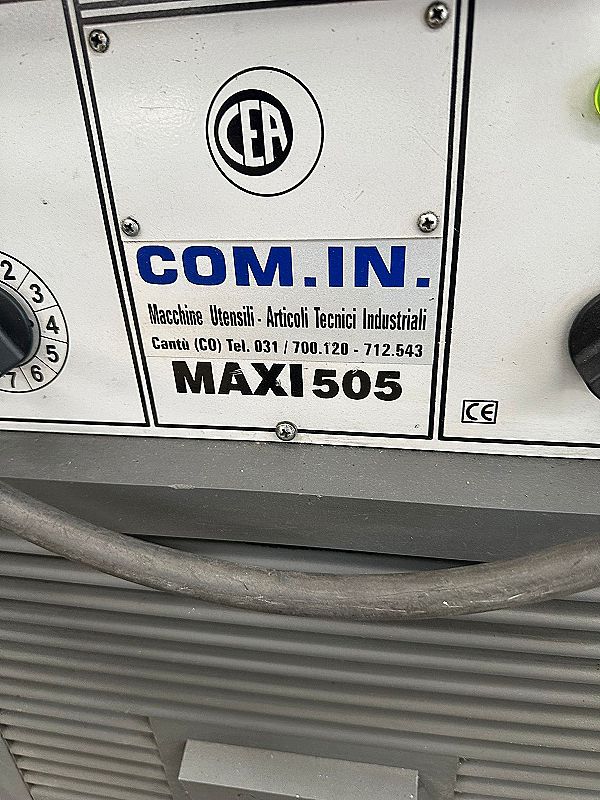 CEA
COM.IN.
Macchine Utensili - Articoli Tecnici Industriali
Cantù (CO) Tel. 031 / 700.120 - 712.543
MAXI 505
CE
2
3
4
5
6
7